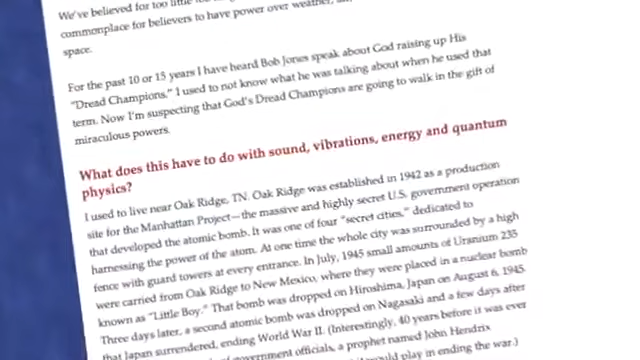 We've believed for too little too
commonplace for believers to have power over weather,
space.
For the past 10 or 15 years I have heard Bob Jones speak about God raising up His
"Dread Champions." I used to not know what he was talking about when he used that
term. Now I'm suspecting that God's Dread Champions are going to walk in the gift of
miraculous powers.
What does this have to do with sound, vibrations, energy and quantum
physics?
I used to live near Oak Ridge, TN. Oak Ridge was established in 1942 as a production
site for the Manhattan Project—the massive and highly secret U.S. government operation
that developed the atomic bomb. It was one of four "secret cities," dedicated to
harnessing the power of the atom. At one time the whole city was surrounded by a high
fence with guard towers at every entrance. In July, 1945 small amounts of Uranium 235
were carried from Oak Ridge to New Mexico, where they were placed in a nuclear bomb
known as "Little Boy." That bomb was dropped on Hiroshima, Japan on August 6, 1945.
Three days later, a second atomic bomb was dropped on Nagasaki and a few days after
that Japan surrendered, ending World War II. (Interestingly, 40 years before it was ever
government officials, a prophet named John Hendrix
would play in ending the war.)